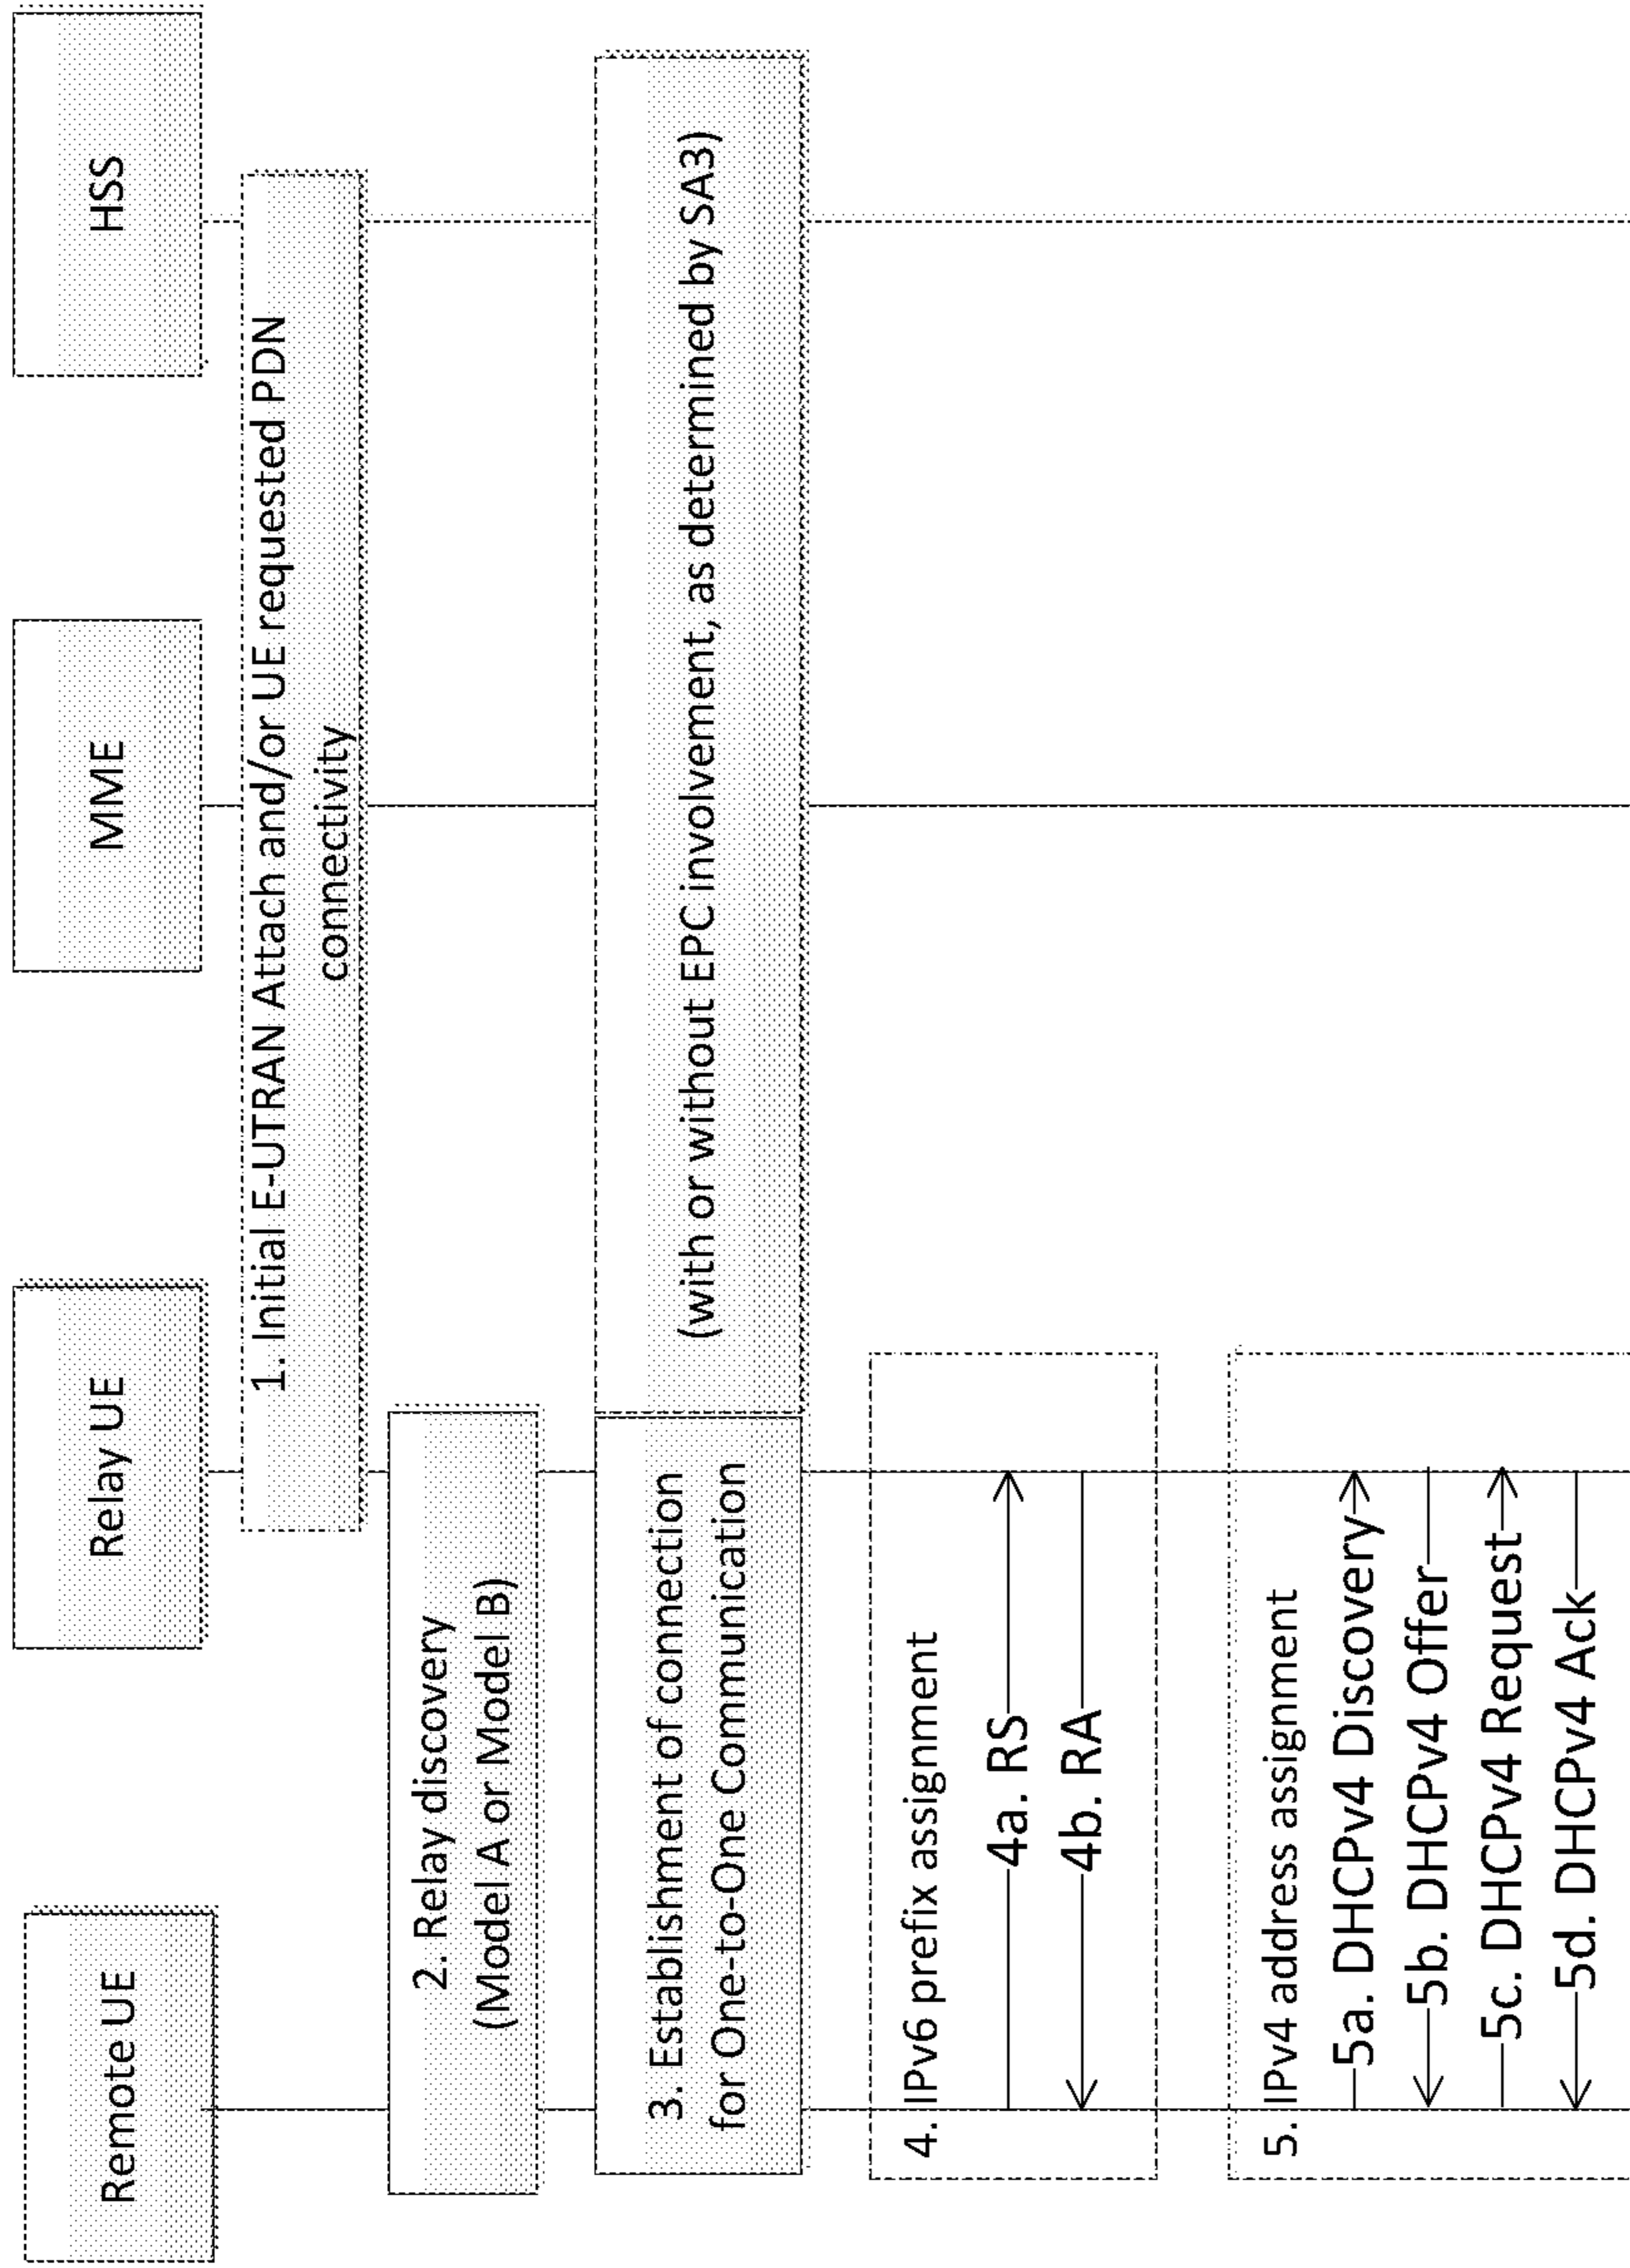 Remote UE
Relay UE
MME
HSS
1. Initial E-UTRAN Attach and/or UE requested PDN
connectivity
2. Relay discovery
(Model A or Model B)
3. Establishment of connection
for One-to-One Communication
(with or without EPC involvement, as determined by SA3)
4. IPv6 prefix assignment
4a. RS
4b. RA
5. IPv4 address assignment
5a. DHCPv4 Discovery
5b. DHCPv4 Offer
5c. DHCPv4 Request
5d. DHCPv4 Ack